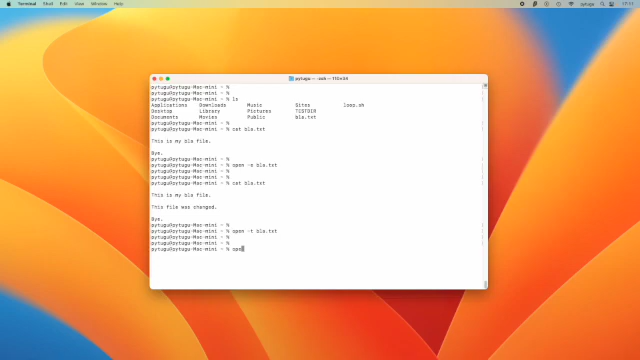 Terminal Shell Edit View Window Help pytugu 17:11
pytugu — -zsh — 110×34
pytugu@pytugu-Mac-mini ~ %
pytugu@pytugu-Mac-mini ~ %
pytugu@pytugu-Mac-mini ~ % ls
Applications Downloads Music Sites loop.sh
Desktop Library Pictures TESTDIR
Documents Movies Public bla.txt
pytugu@pytugu-Mac-mini ~ %
pytugu@pytugu-Mac-mini ~ % cat bla.txt
This is my bla file.
Bye.
pytugu@pytugu-Mac-mini ~ %
pytugu@pytugu-Mac-mini ~ % open -e bla.txt
pytugu@pytugu-Mac-mini ~ %
pytugu@pytugu-Mac-mini ~ %
pytugu@pytugu-Mac-mini ~ % cat bla.txt
This is my bla file.
This file was changed.
Bye.
pytugu@pytugu-Mac-mini ~ %
pytugu@pytugu-Mac-mini ~ % open -t bla.txt
pytugu@pytugu-Mac-mini ~ %
pytugu@pytugu-Mac-mini ~ %
pytugu@pytugu-Mac-mini ~ % ope